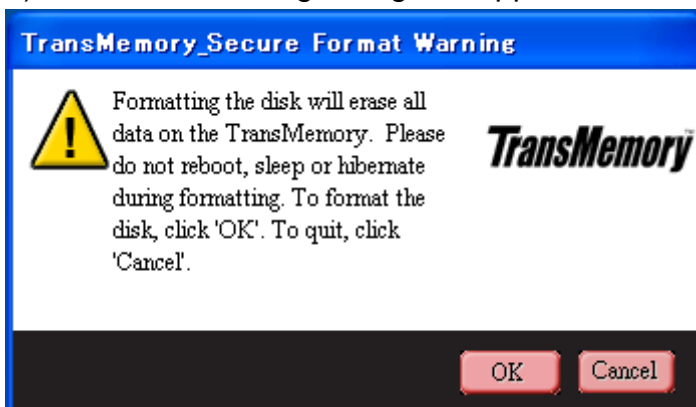 TransMemory_Secure Format Warning
Formatting the disk will erase all
data on the TransMemory. Please
do not reboot, sleep or hibernate
during formatting. To format the
disk, click 'OK'. To quit, click
'Cancel'.
TransMemory
OK Cancel